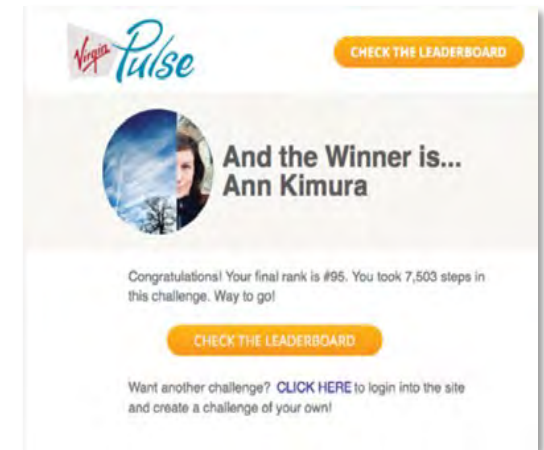 Virgin Pulse
CHECK THE LEADERBOARD
And the Winner is...
Ann Kimura
Congratulations! Your final rank is #95. You took 7,503 steps in
this challenge. Way to go!
CHECK THE LEADERBOARD
Want another challenge? CLICK HERE to login into the site
and create a challenge of your own!